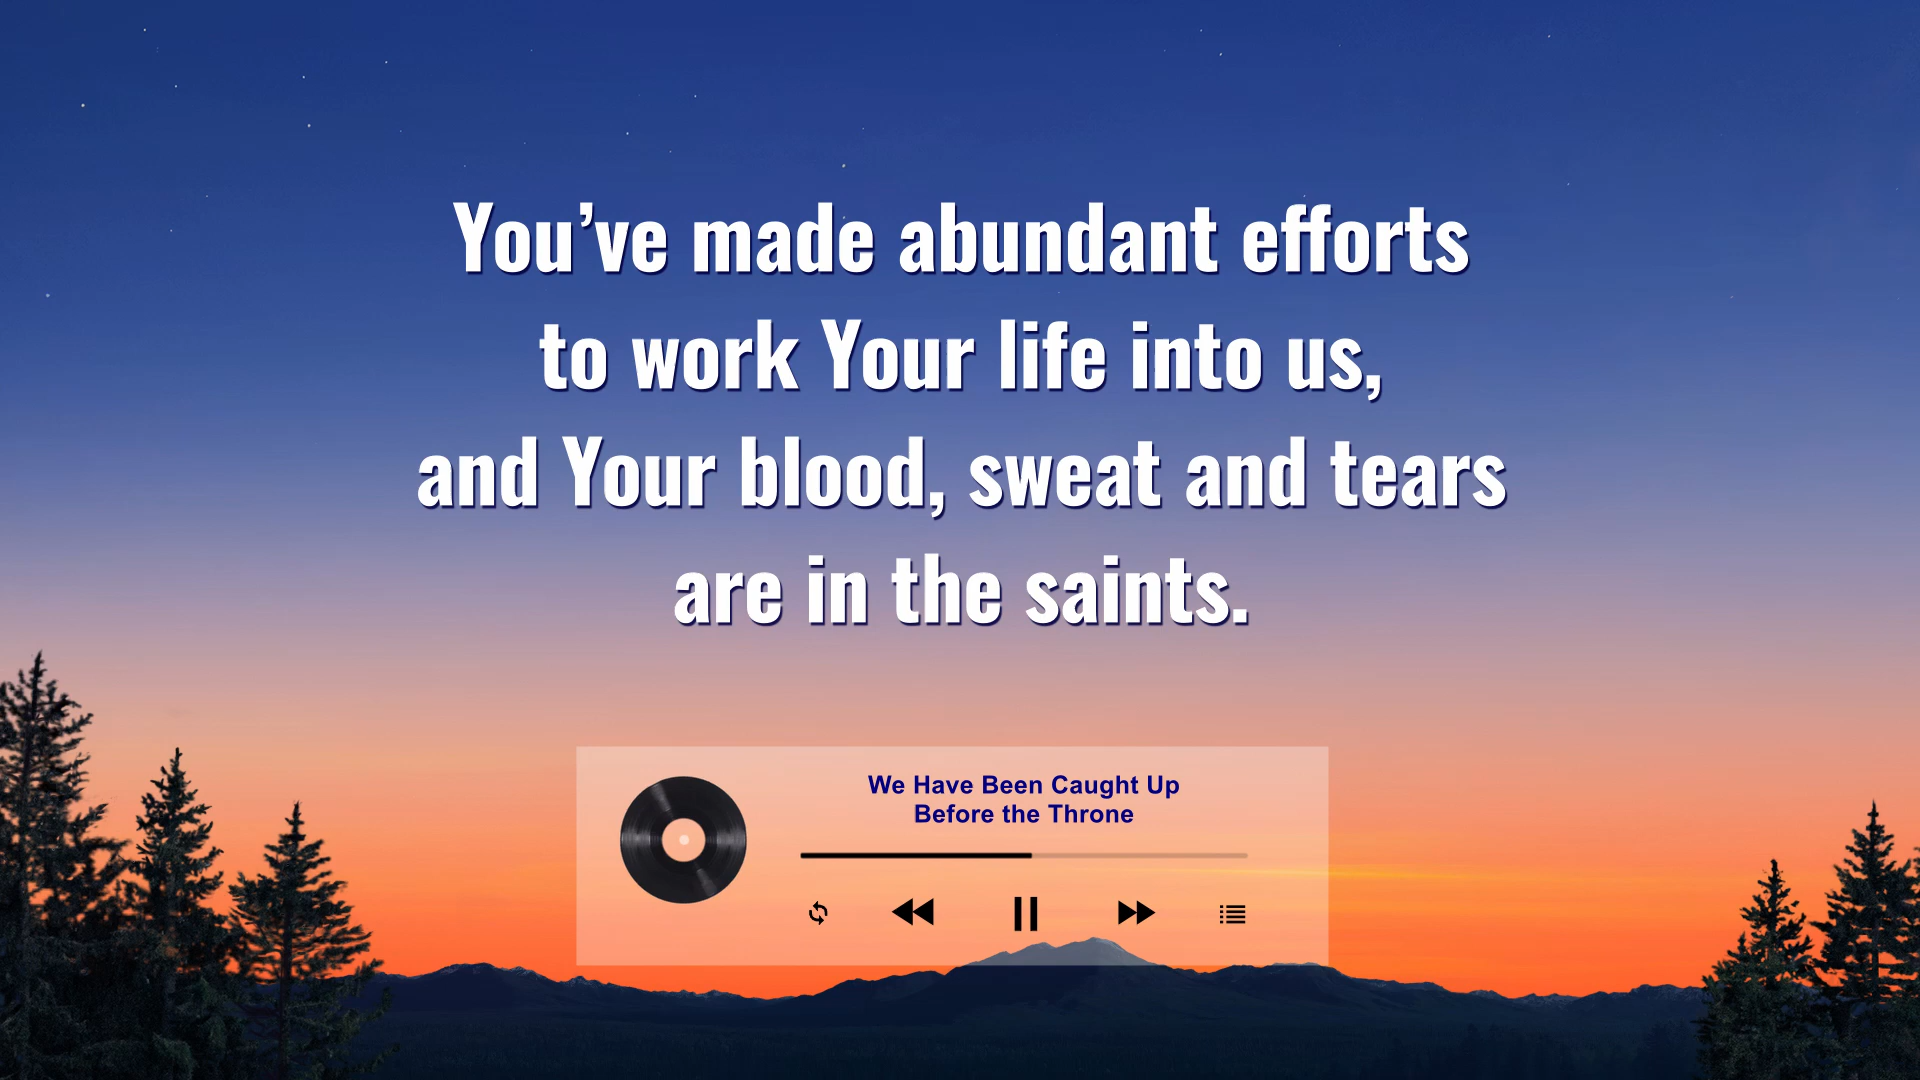 You’ve made abundant efforts
to work Your life into us,
and Your blood, sweat and tears
are in the saints.
We Have Been Caught Up
Before the Throne